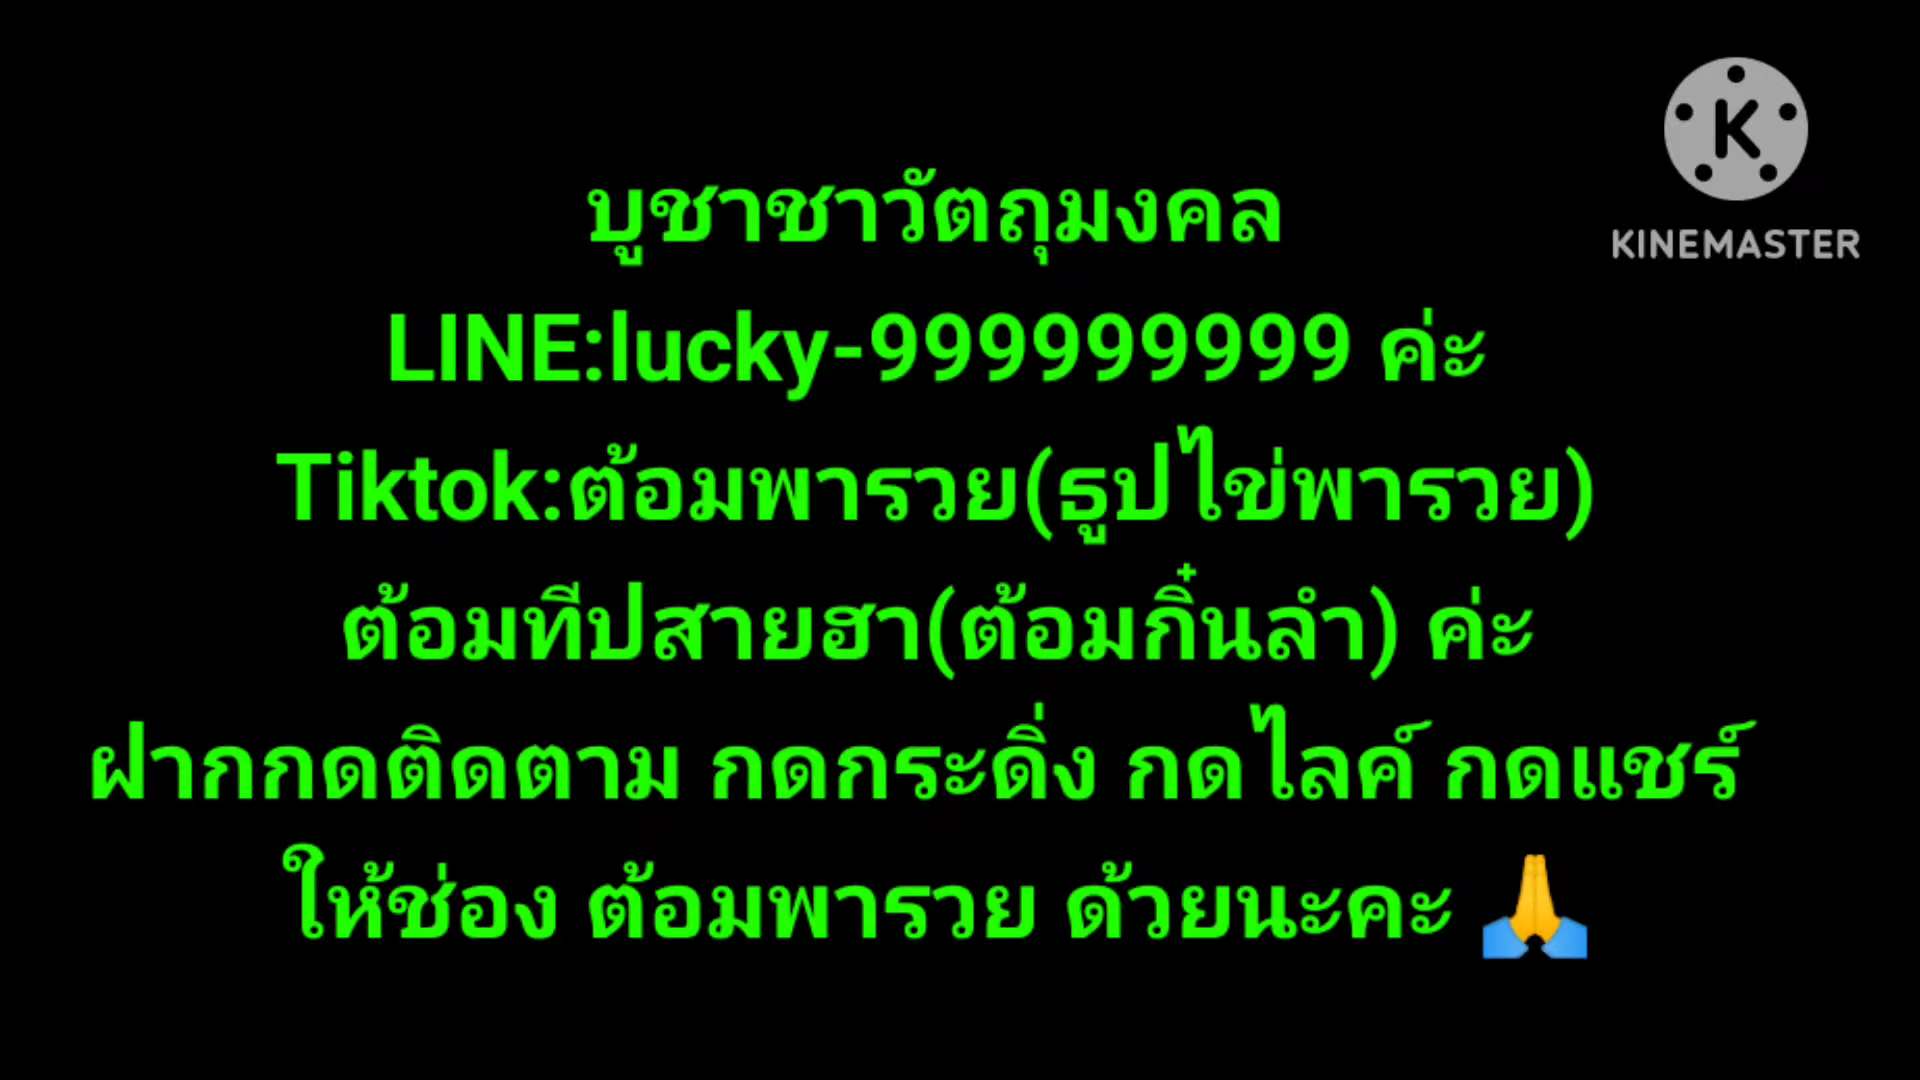 บูชาชาวัตถุมงคล
LINE:lucky-999999999 ค่ะ
Tiktok:ต้อมพารวย(ธูปไข่พารวย)
ต้อมทีปสายฮา(ต้อมกิ๋นลำ) ค่ะ
ฝากกดติดตาม กดกระดิ่ง กดไลค์ กดแชร์
ให้ช่อง ต้อมพารวย ด้วยนะคะ 🙏
K
KINEMASTER